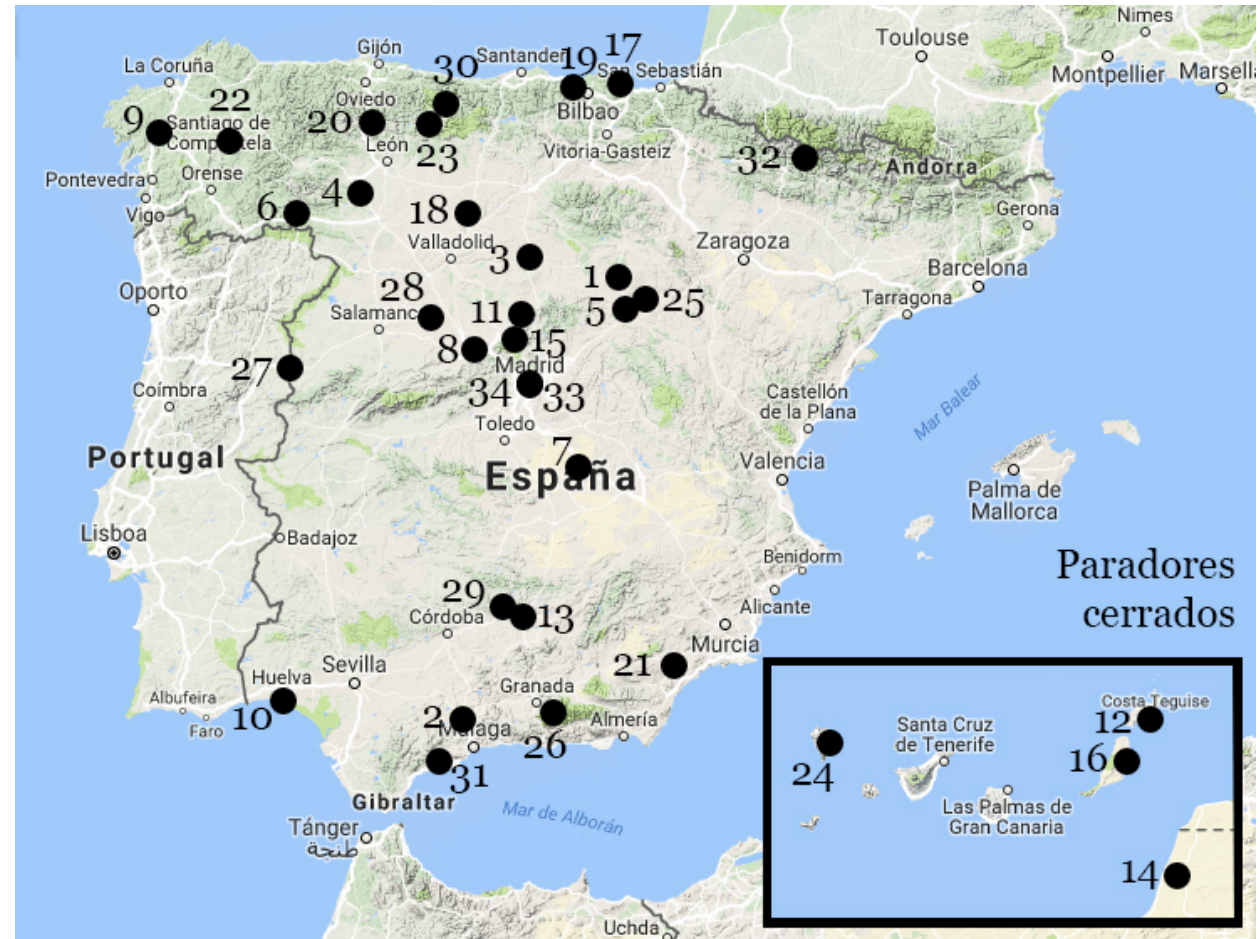 Nimes
Toulouse
Gijón
Santander
19
17
San Sebastián
Montpellier
La Coruña
30
Bilbao
Oviedo
22
9
Santiago de
Compostela
20
León
23
Vitoria-Gasteiz
32
Andorra
Pontevedra
Orense
4
Vigo
6
18
Gerona
Valladolid
3
Zaragoza
1
Barcelona
Oporto
28
11
5
25
Tarragona
Salamanc
8
15
Madrid
27
34
33
Coímbra
Castellón
de la Plana
Mar Balear
Toledo
7
Portugal
España
Valencia
Palma de
Mallorca
Lisboa
Badajoz
Benidorm
Paradores
cerrados
29
13
Córdoba
Alicante
Murcia
21
Huelva
Sevilla
Granada
Albufeira
Faro
10
2
Málaga
26
Almería
31
Gibraltar
Mar de Alborán
Tánger
طنجة
Uchda
Costa Teguise
12
Santa Cruz
de Tenerife
24
16
Las Palmas de
Gran Canaria
14